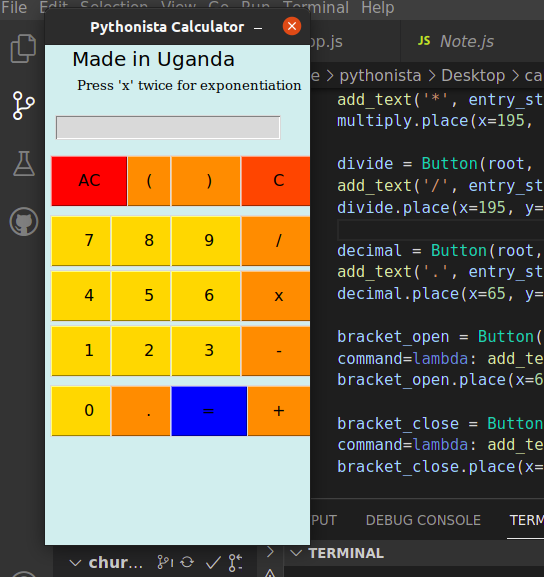 File Edit Selection View Go Run Terminal Help
Pythonista Calculator
Made in Uganda
Press 'x' twice for exponentiation
AC ( ) C
7 8 9 /
4 5 6 x
1 2 3 -
0 . = +
pp.js JS Note.js
e > pythonista > Desktop > ca
add_text('*', entry_st
multiply.place(x=195,
divide = Button(root,
add_text('/', entry_st
divide.place(x=195, y=
decimal = Button(root,
add_text('.', entry_st
decimal.place(x=65, y=
bracket_open = Button(
command=lambda: add_te
bracket_open.place(x=6
bracket_close = Button
command=lambda: add_te
bracket_close.place(x=
PUT DEBUG CONSOLE TERM
TERMINAL
chur...